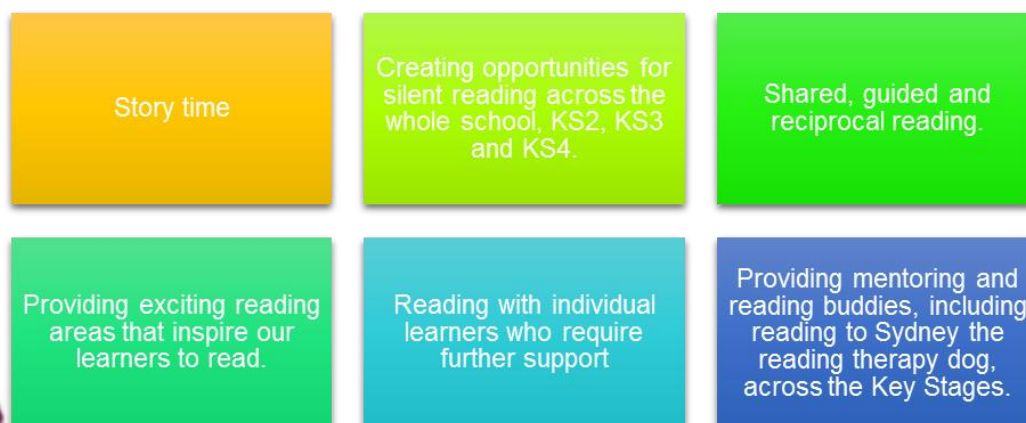 Story time
Creating opportunities for
silent reading across the
whole school, KS2, KS3
and KS4.
Shared, guided and
reciprocal reading.
Providing exciting reading
areas that inspire our
learners to read.
Reading with individual
learners who require
further support
Providing mentoring and
reading buddies, including
reading to Sydney the
reading therapy dog,
across the Key Stages.